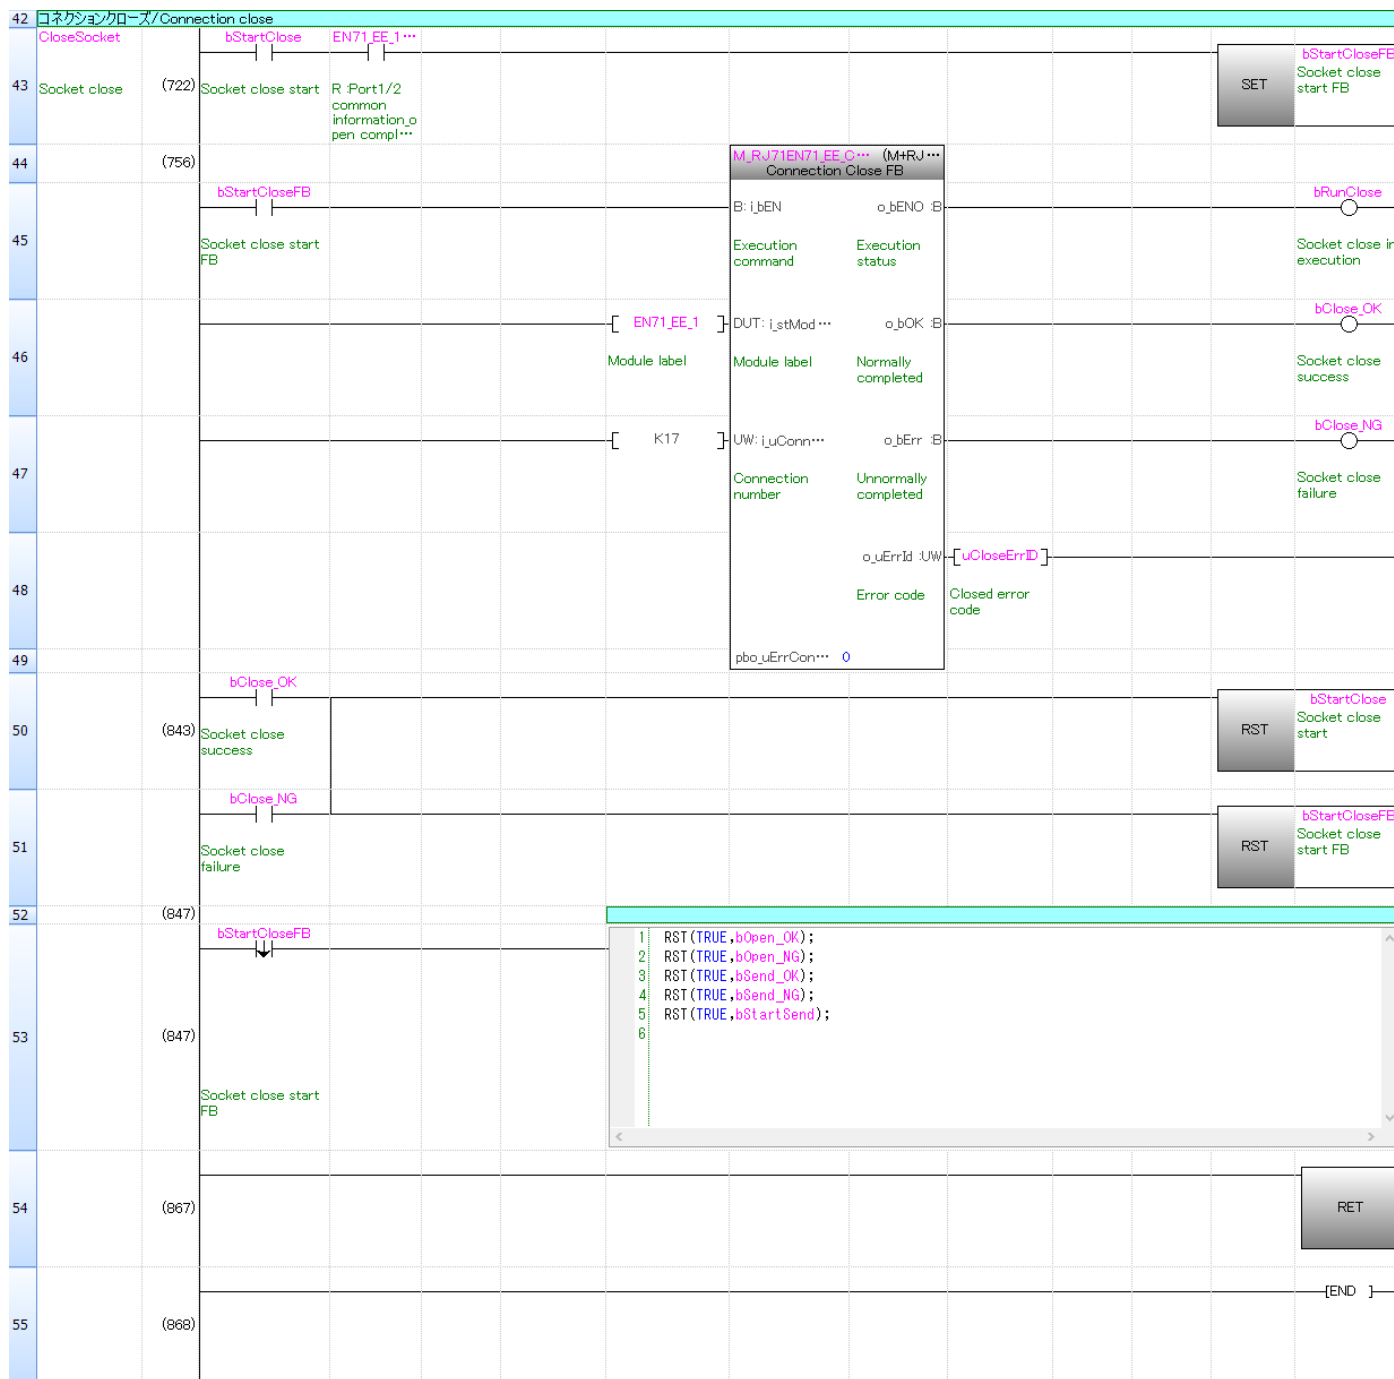 42 コネクションクローズ/Connection close
CloseSocket bStartClose EN71_EE_1…
bStartCloseFB
43 Socket close (722) Socket close start R :Port1/2
common
information_o
pen compl…
SET Socket close
start FB
44 (756) M_RJ71EN71_EE_C… (M+RJ…
Connection Close FB
bStartCloseFB B: i_bEN o_bENO :B bRunClose
45 Socket close start
FB
Execution
command
Execution
status
Socket close in
execution
[ EN71_EE_1 ] DUT: i_stMod… o_bOK :B bClose_OK
46 Module label Module label Normally
completed
Socket close
success
[ K17 ] UW: i_uConn… o_bErr :B bClose_NG
47 Connection
number
Unnormally
completed
Socket close
failure
o_uErrId :UW [uCloseErrID]
48 Error code Closed error
code
49 pbo_uErrCon… 0
bClose_OK bStartClose
50 (843) Socket close
success
RST Socket close
start
bClose_NG bStartCloseFB
51 Socket close
failure
RST Socket close
start FB
52 (847)
bStartCloseFB
53 (847) Socket close start
FB
1 RST(TRUE,bOpen_OK);
2 RST(TRUE,bOpen_NG);
3 RST(TRUE,bSend_OK);
4 RST(TRUE,bSend_NG);
5 RST(TRUE,bStartSend);
6
54 (867) RET
55 (868) [END ]